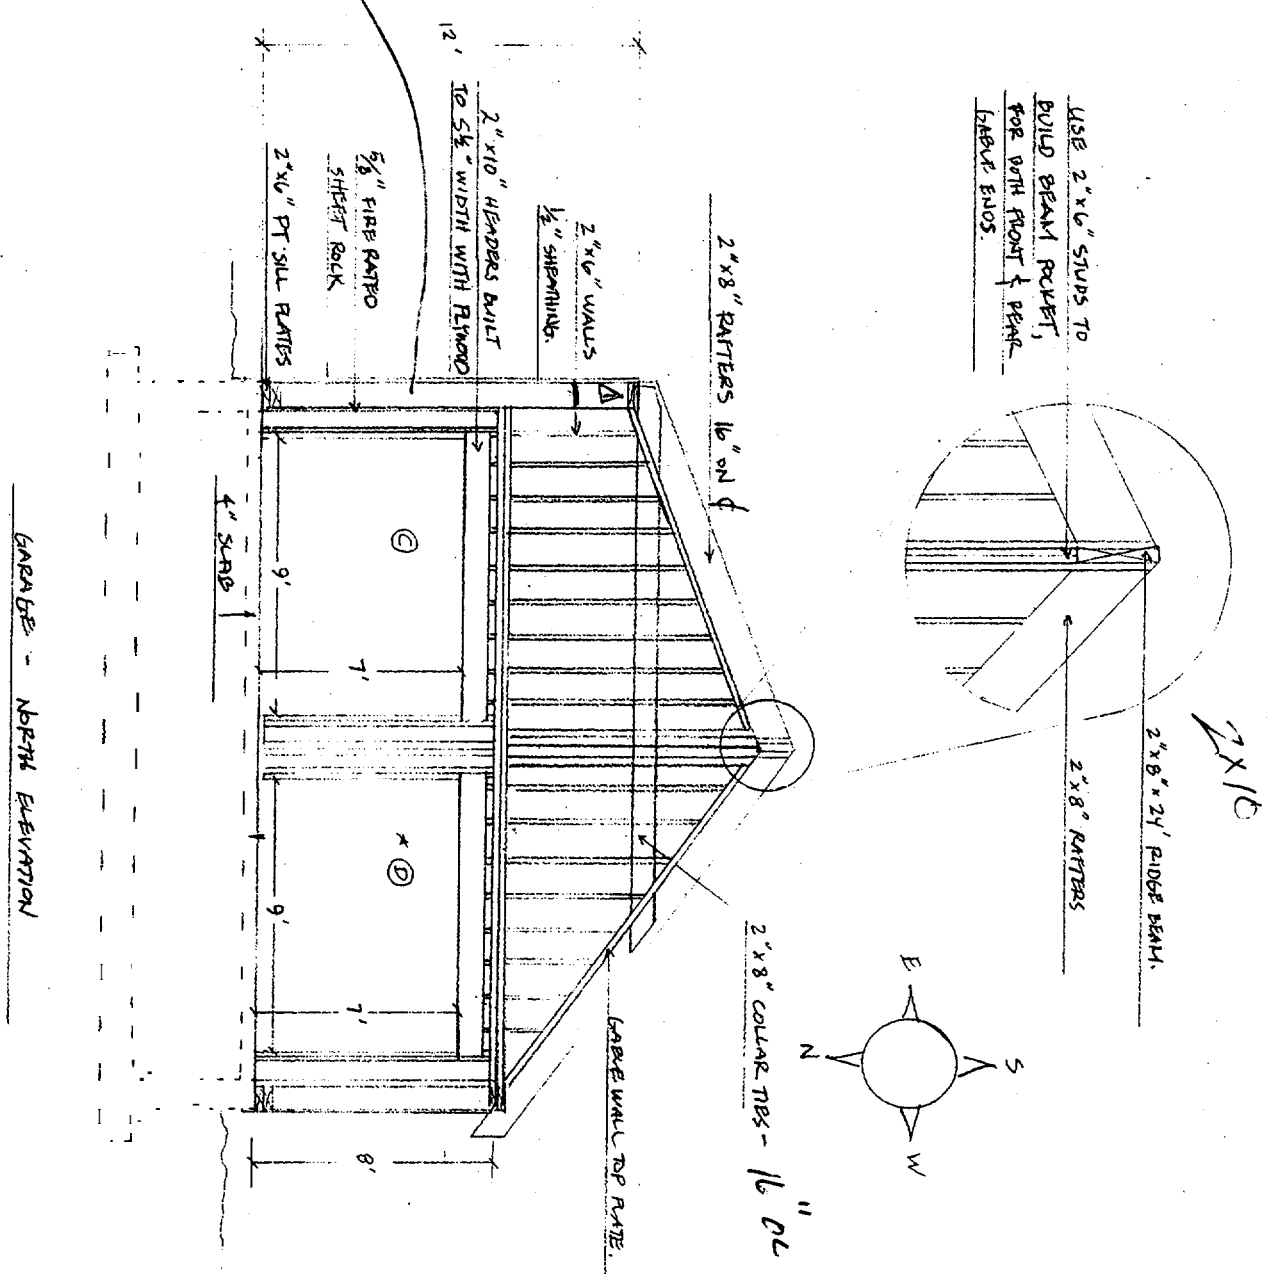 12'
2"x10" HEADERS BUILT
TO 5½" WIDTH WITH PLYWOOD
5/8" FIRE RATED
SHEET ROCK
2"x6" PT SILL PLATES
2"x6" WALLS
½" SHEATHING.
2"x8" RAFTERS 16" ON ℄
USE 2"x6" STUDS TO
BUILD BEAM POCKET,
FOR BOTH FRONT & REAR
GABLE ENDS.
2x10
2"x8"x24' RIDGE BEAM.
2"x8" RAFTERS
2"x8" COLLAR TIES - 16" OC
GABLE WALL TOP PLATE.
E
N
S
W
4" SLAB
C
D
9'
7'
9'
7'
8'
GARAGE - NORTH ELEVATION